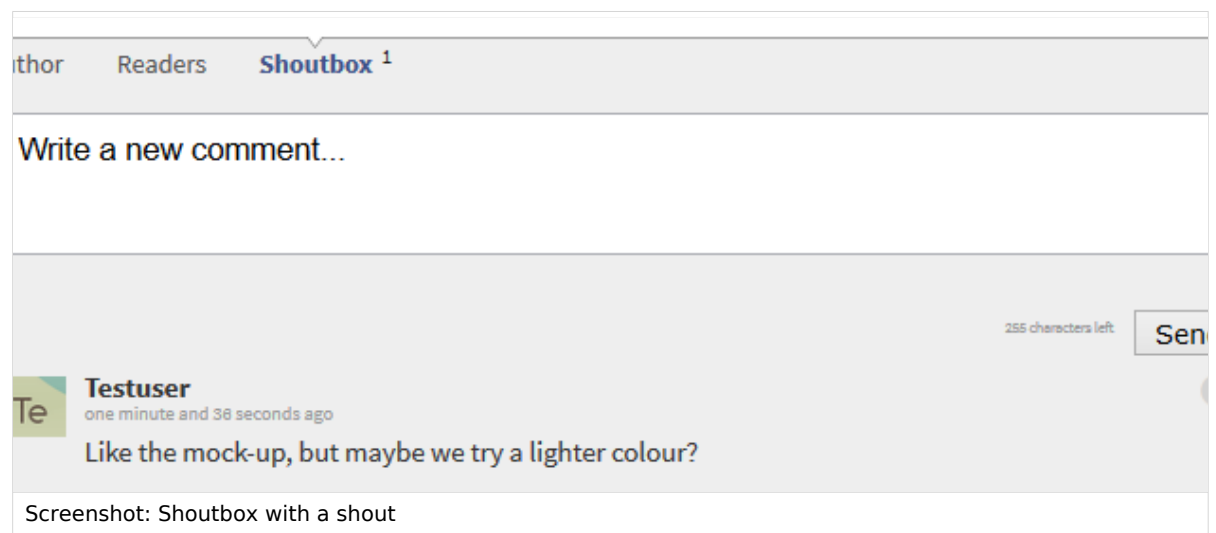 thor Readers Shoutbox 1
Write a new comment...
255 characters left Sen
Te Testuser
one minute and 36 seconds ago
Like the mock-up, but maybe we try a lighter colour?
Screenshot: Shoutbox with a shout